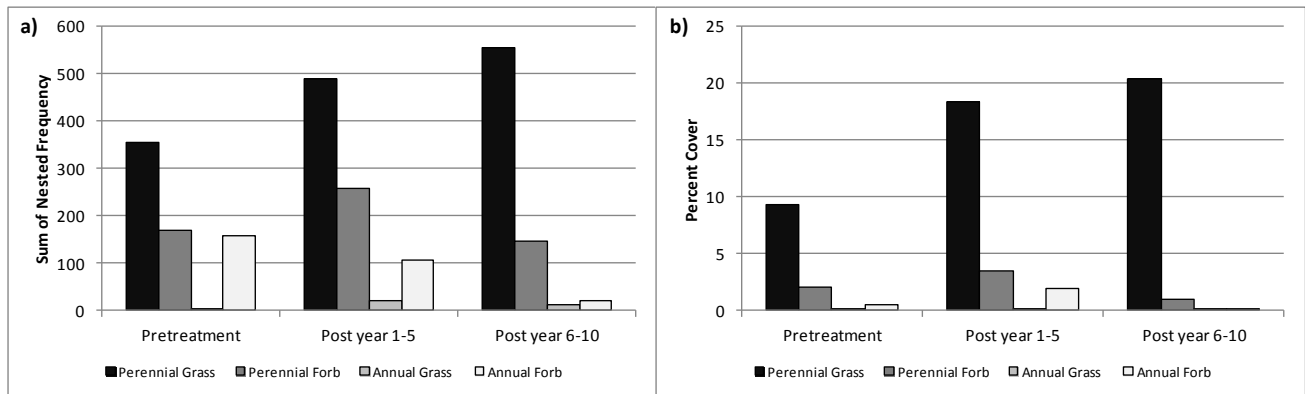 a)
Sum of Nested Frequency
600
500
400
300
200
100
0
Pretreatment Post year 1-5 Post year 6-10
Perennial Grass Perennial Forb Annual Grass Annual Forb
b)
Percent Cover
25
20
15
10
5
0
Pretreatment Post year 1-5 Post year 6-10
Perennial Grass Perennial Forb Annual Grass Annual Forb